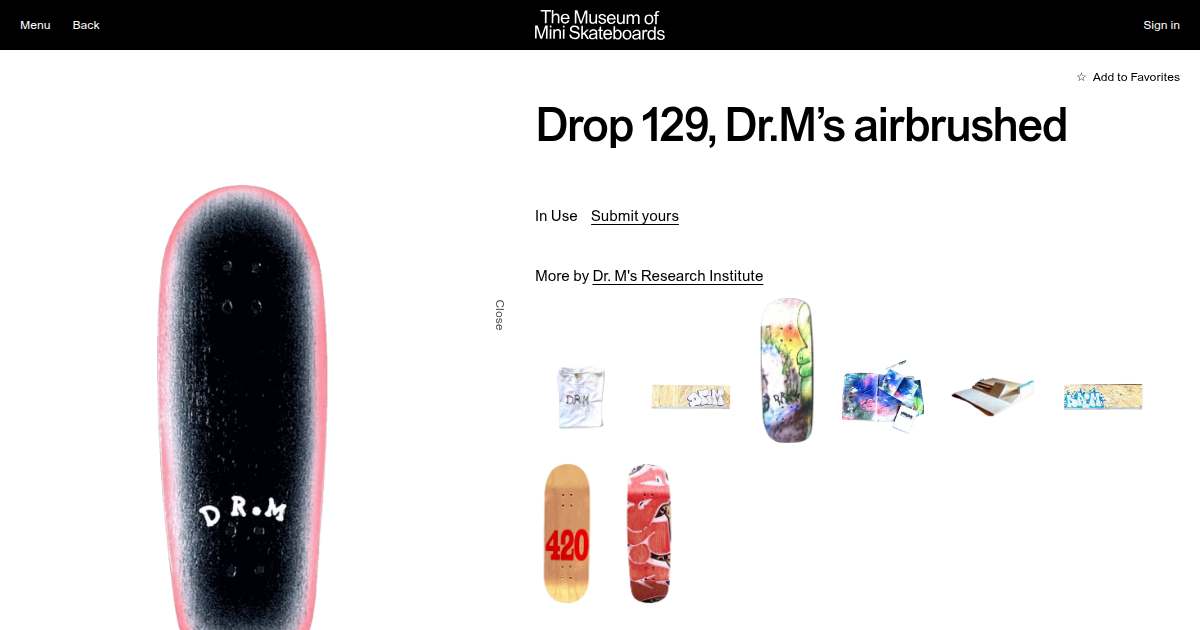 Menu
Back
The Museum of
Mini Skateboards
Sign in
☆ Add to Favorites
Drop 129, Dr.M’s airbrushed
In Use
Submit yours
More by Dr. M's Research Institute
Close
DR.M
DR.M
420